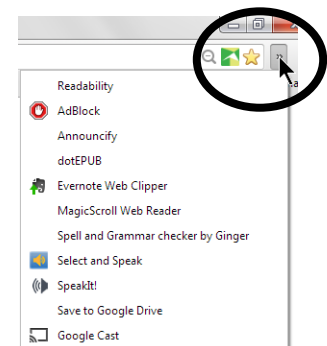 Readability
AdBlock
Announcify
dotEPUB
Evernote Web Clipper
MagicScroll Web Reader
Spell and Grammar checker by Ginger
Select and Speak
SpeakIt!
Save to Google Drive
Google Cast